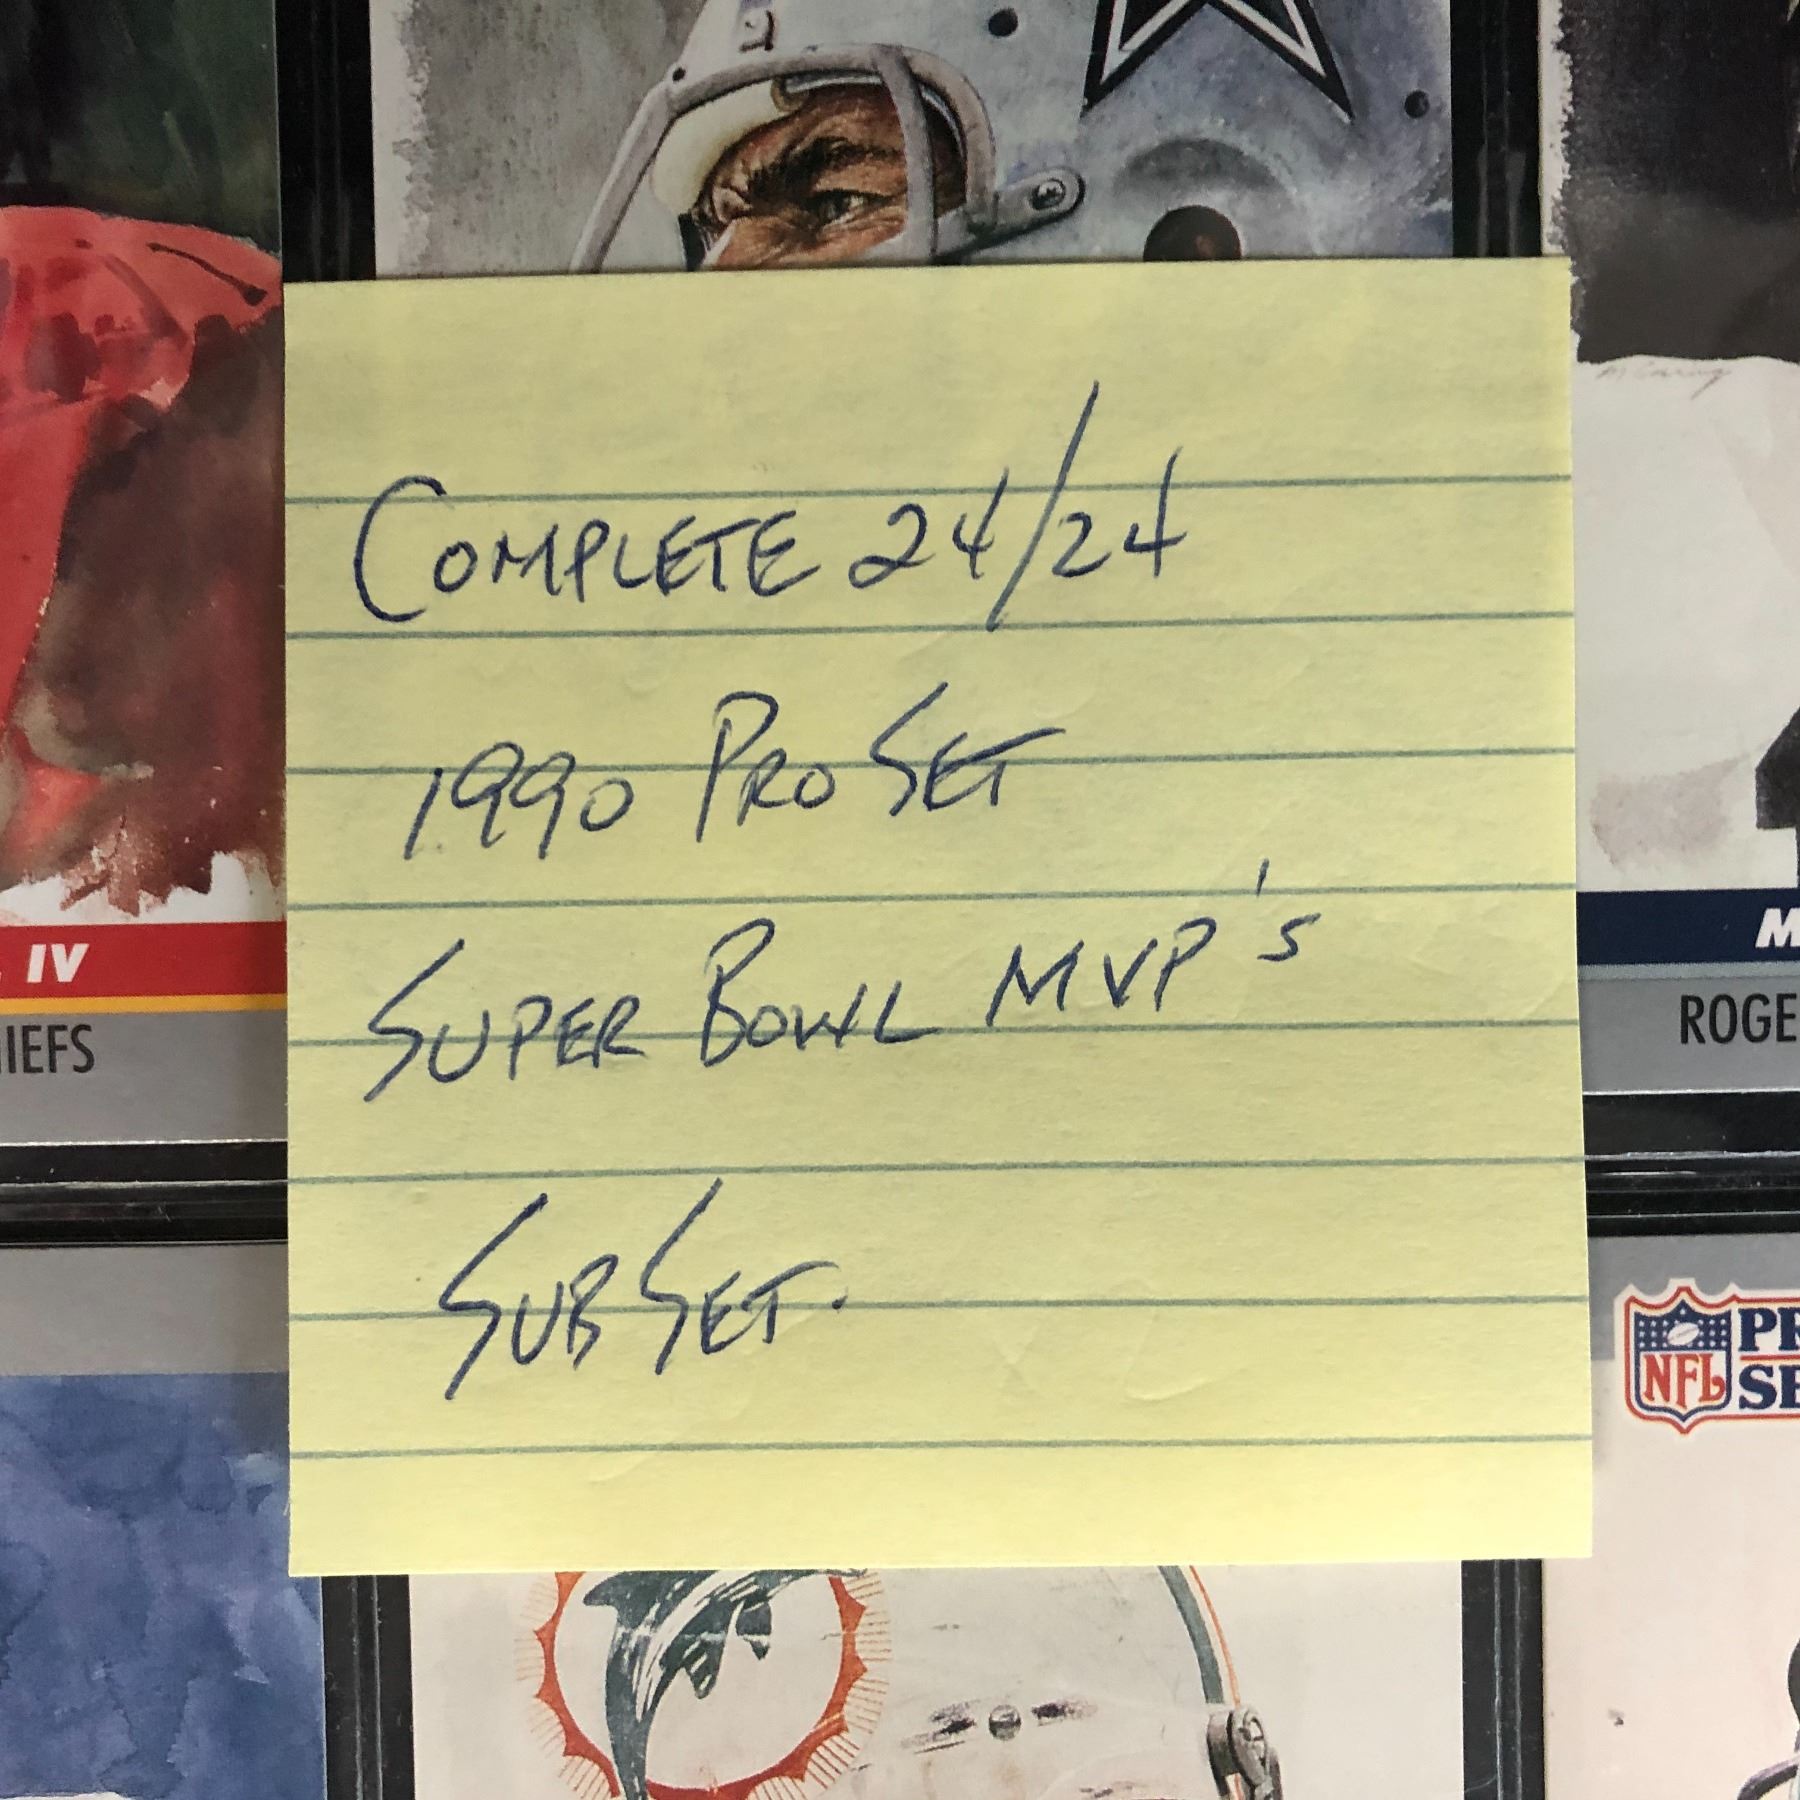 COMPLETE 24/24
1990 PRO SET
SUPER BOWL MVP'S
SUB SET.
IV
IEFS
M
ROGE
NFL
PR
SE